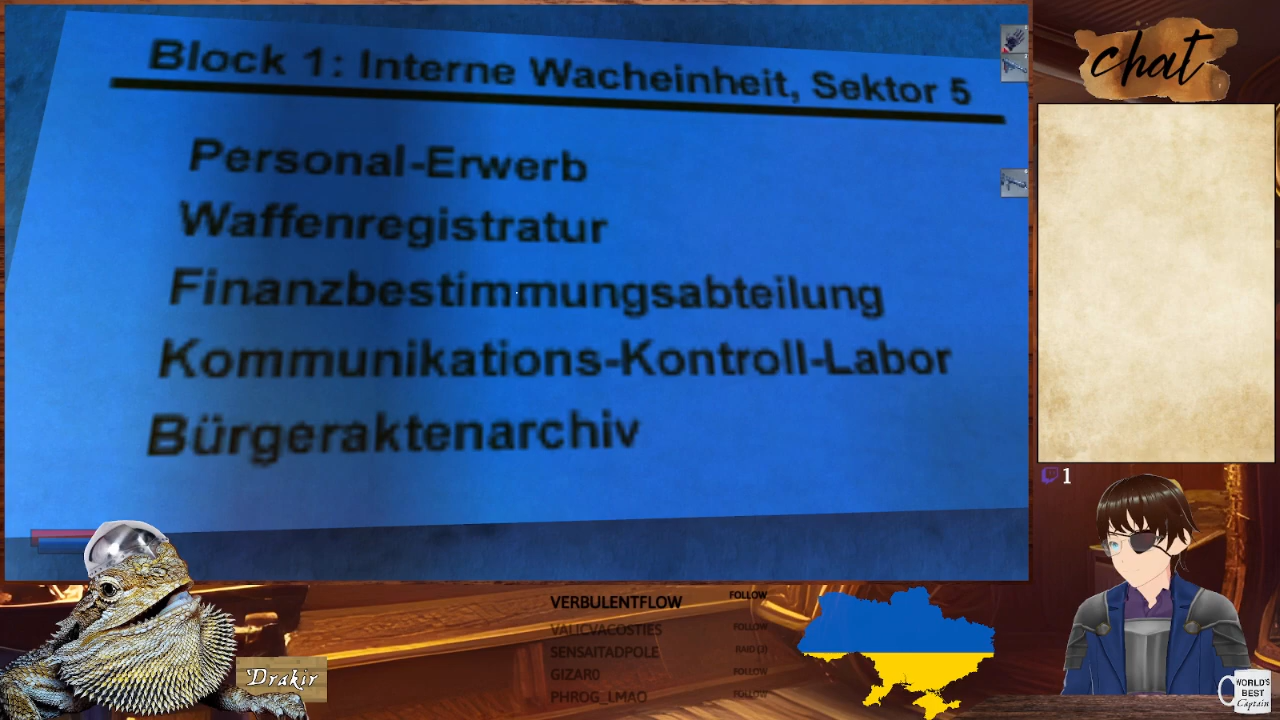 Block 1: Interne Wacheinheit, Sektor 5
Personal-Erwerb
Waffenregistratur
Finanzbestimmungsabteilung
Kommunikations-Kontroll-Labor
Bürgeraktenarchiv
chat
1
VERBULENTFLOW FOLLOW
VALICVACOSTIES FOLLOW
SENSAITADPOLE RAID
GIZAR0 FOLLOW
PHROG_LMAO FOLLOW
Drakir
WORLD'S
BEST
Captain